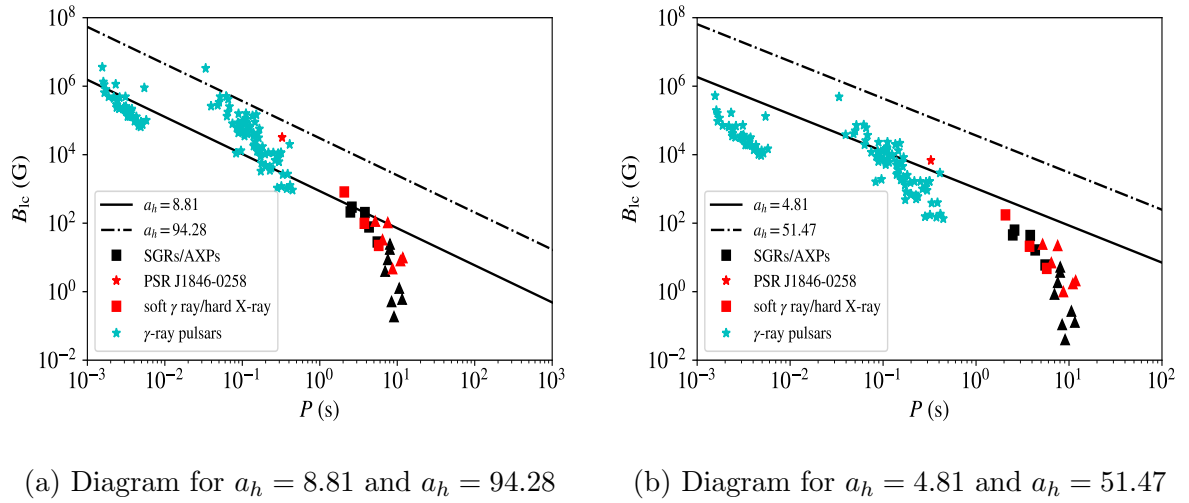 10^8
10^6
10^4
10^2
10^0
10^{-2}
B_{lc} (G)
a_h = 8.81
a_h = 94.28
SGRs/AXPs
PSR J1846-0258
soft γ ray/hard X-ray
γ-ray pulsars
10^{-3} 10^{-2} 10^{-1} 10^0 10^1 10^2 10^3
P (s)
(a) Diagram for a_h = 8.81 and a_h = 94.28
10^8
10^6
10^4
10^2
10^0
10^{-2}
B_{lc} (G)
a_h = 4.81
a_h = 51.47
SGRs/AXPs
PSR J1846-0258
soft γ ray/hard X-ray
γ-ray pulsars
10^{-3} 10^{-2} 10^{-1} 10^0 10^1 10^2
P (s)
(b) Diagram for a_h = 4.81 and a_h = 51.47